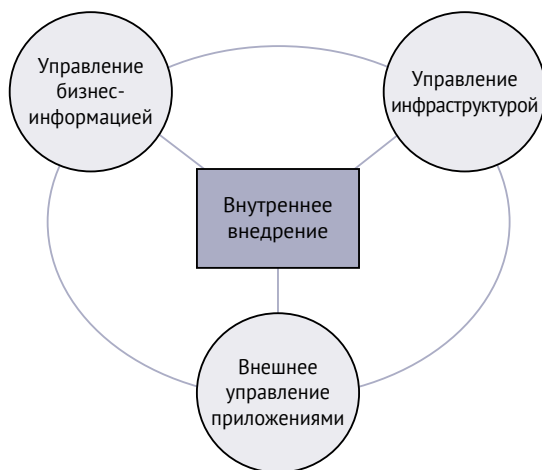 Управление
бизнес-
информацией
Управление
инфраструктурой
Внутреннее
внедрение
Внешнее
управление
приложениями